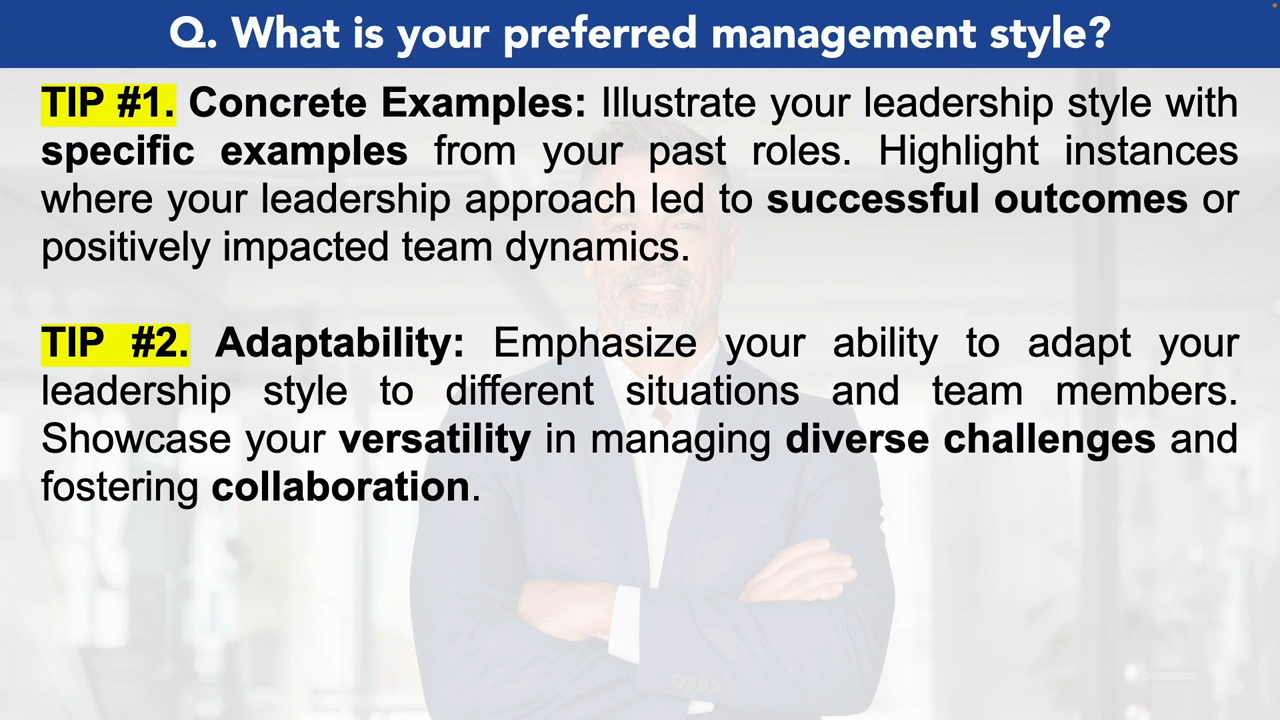 Q. What is your preferred management style?
TIP #1. Concrete Examples: Illustrate your leadership style with
specific examples from your past roles. Highlight instances
where your leadership approach led to successful outcomes or
positively impacted team dynamics.
TIP #2. Adaptability: Emphasize your ability to adapt your
leadership style to different situations and team members.
Showcase your versatility in managing diverse challenges and
fostering collaboration.